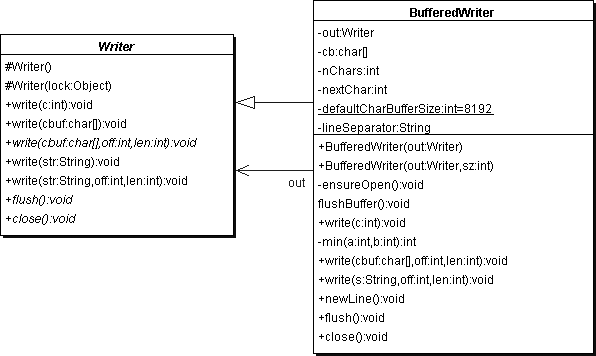 Writer
#Writer()
#Writer(lock:Object)
+write(c:int):void
+write(cbuf:char[]):void
+write(cbuf:char[],off:int,len:int):void
+write(str:String):void
+write(str:String,off:int,len:int):void
+flush():void
+close():void
out
BufferedWriter
-out:Writer
-cb:char[]
-nChars:int
-nextChar:int
-defaultCharBufferSize:int=8192
-lineSeparator:String
+BufferedWriter(out:Writer)
+BufferedWriter(out:Writer,sz:int)
-ensureOpen():void
flushBuffer():void
+write(c:int):void
-min(a:int,b:int):int
+write(cbuf:char[],off:int,len:int):void
+write(s:String,off:int,len:int):void
+newLine():void
+flush():void
+close():void